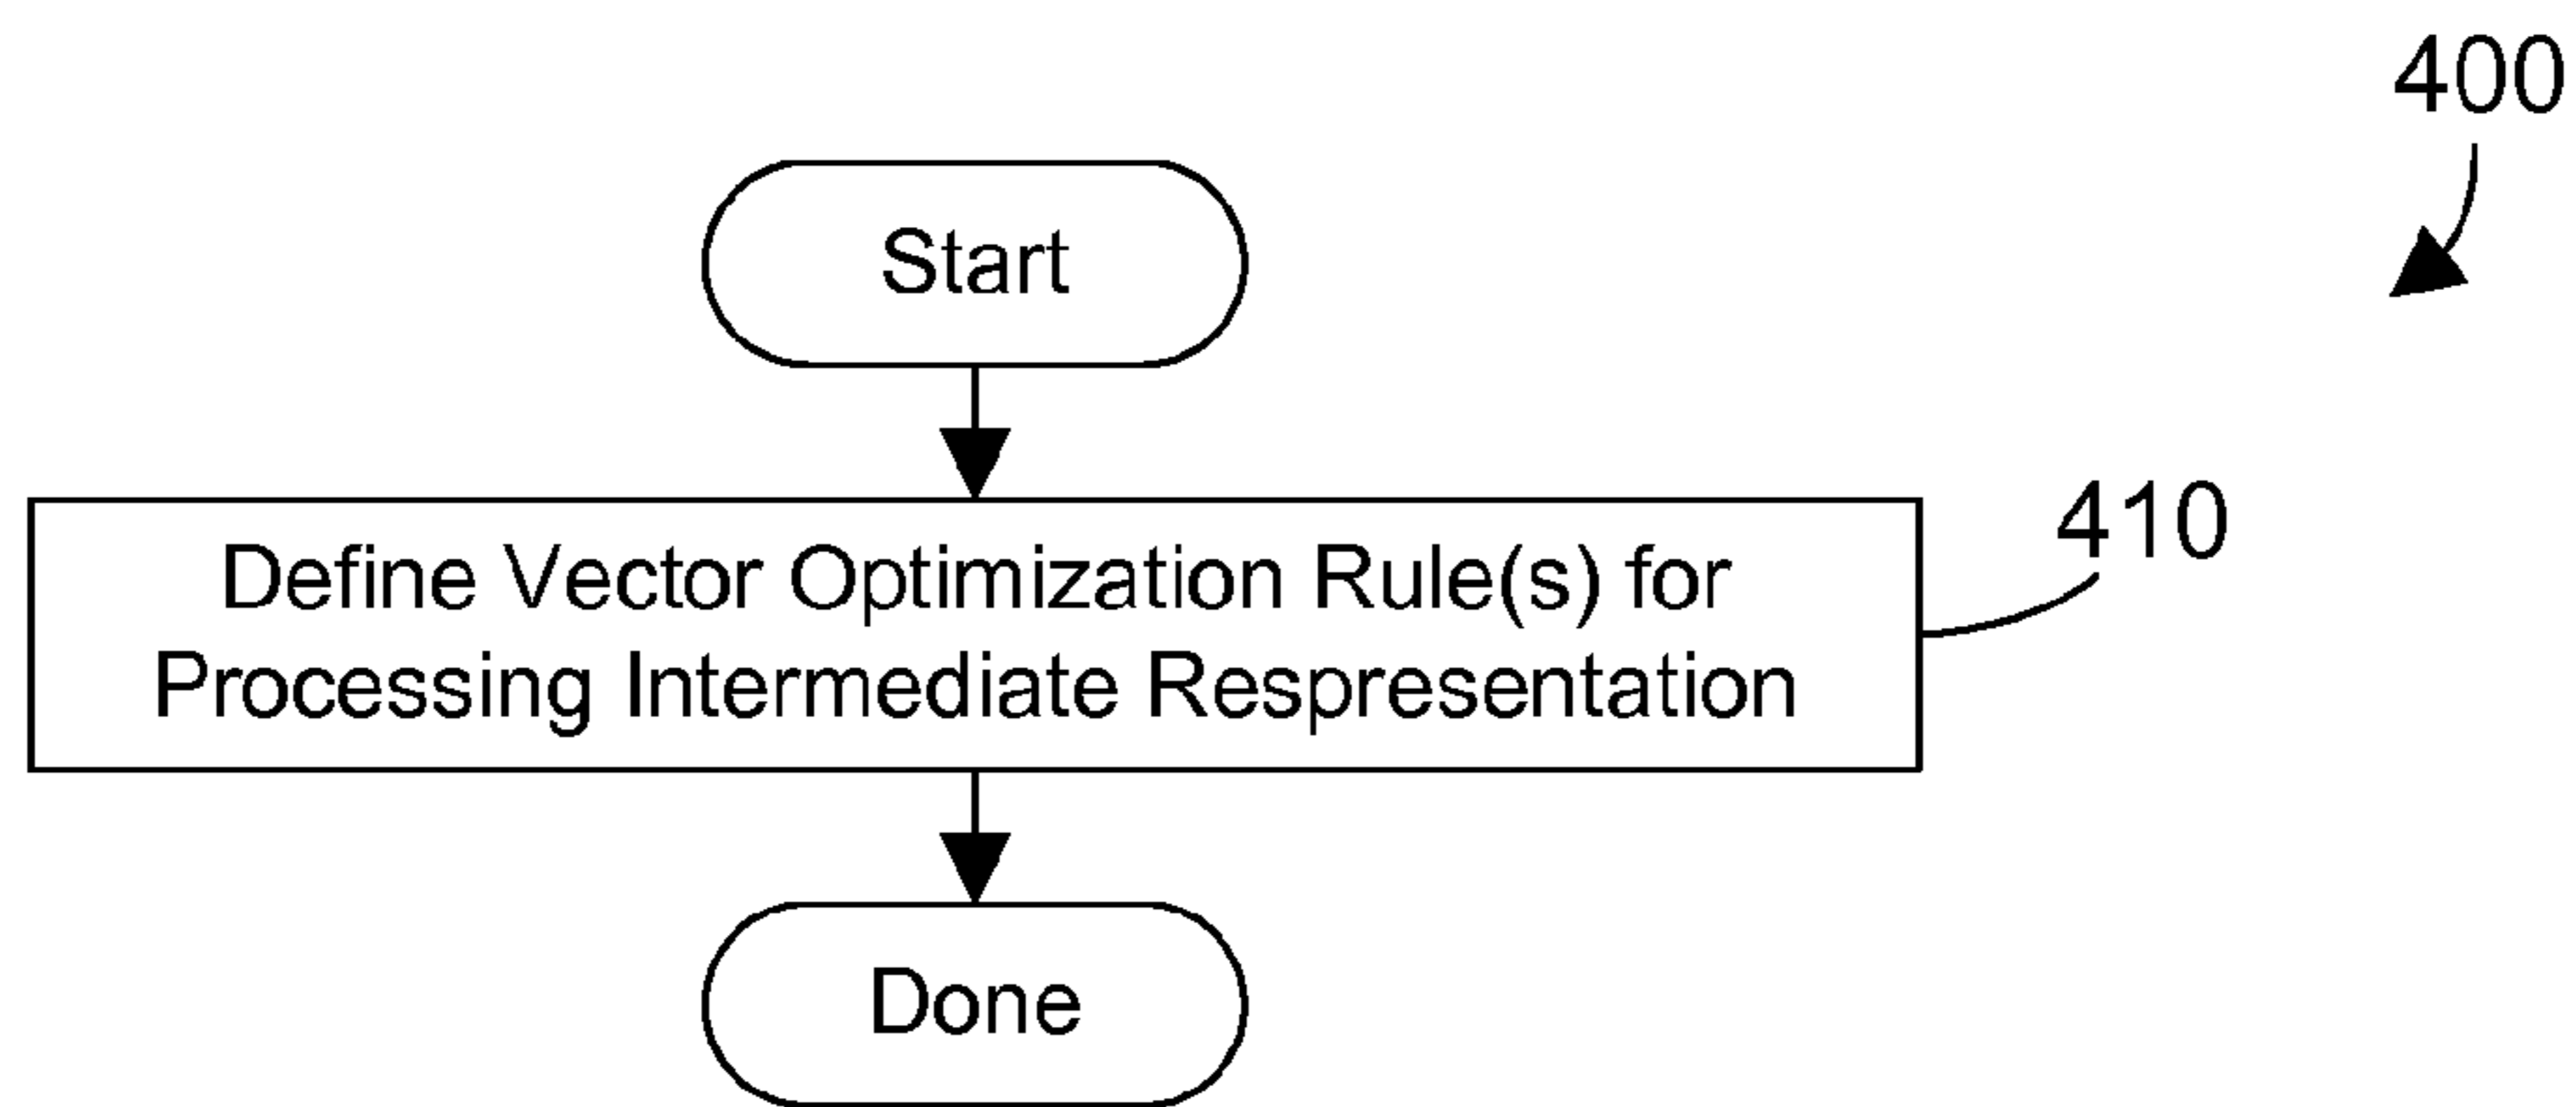 400
Start
Define Vector Optimization Rule(s) for
410
Processing Intermediate Respresentation
Done